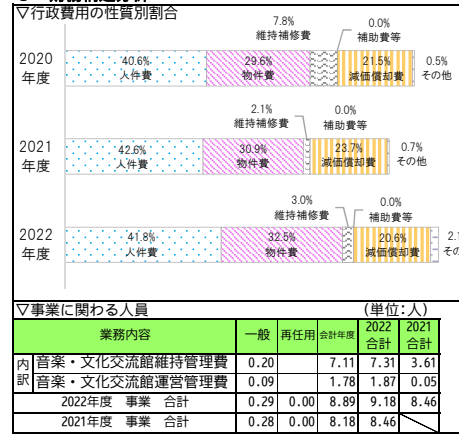 ▽行政費用の性質別割合
7.8%
維持補修費
0.0%
補助費等
2020
年度
40.6%
人件費
29.6%
物件費
21.5%
減価償却費
0.5%
その他
2.1%
維持補修費
0.0%
補助費等
2021
年度
42.6%
人件費
30.9%
物件費
23.7%
減価償却費
0.7%
その他
3.0%
維持補修費
0.0%
補助費等
2022
年度
41.8%
人件費
32.5%
物件費
20.6%
減価償却費
▽事業に関わる人員 (単位:人)
業務内容 一般 再任用 会計年度 2022合計 2021合計
内訳 音楽・文化交流館維持管理費 0.20 7.11 7.31 3.61
音楽・文化交流館運営管理費 0.09 1.78 1.87 0.05
2022年度 事業 合計 0.29 0.00 8.89 9.18 8.46
2021年度 事業 合計 0.28 0.00 8.18 8.46